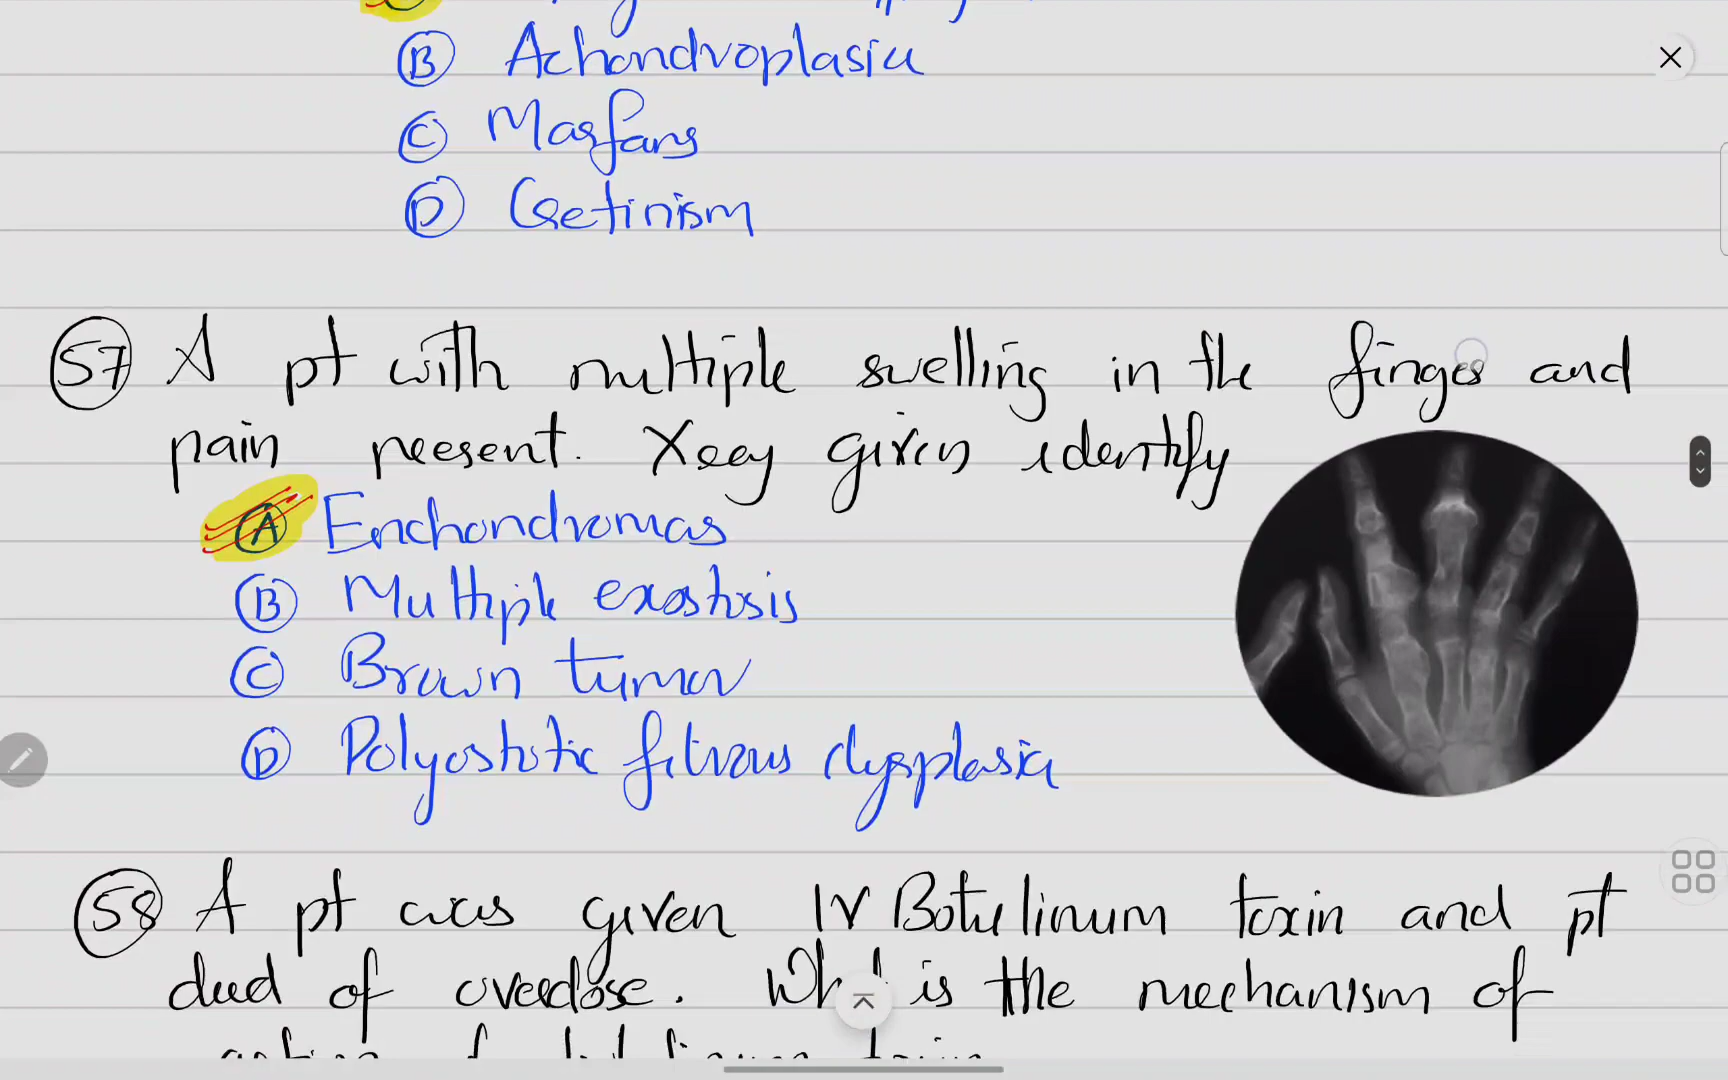 B Achondroplasia
C Marfans
D Cretinism
57 A pt with multiple swelling in the fingers and
pain present. Xray given identify
A Enchondromas
B Multiple exostosis
C Brown tumor
D Polyostotic fibrous dysplasia
58 A pt was given IV Botulinum toxin and pt
died of overdose. What is the mechanism of